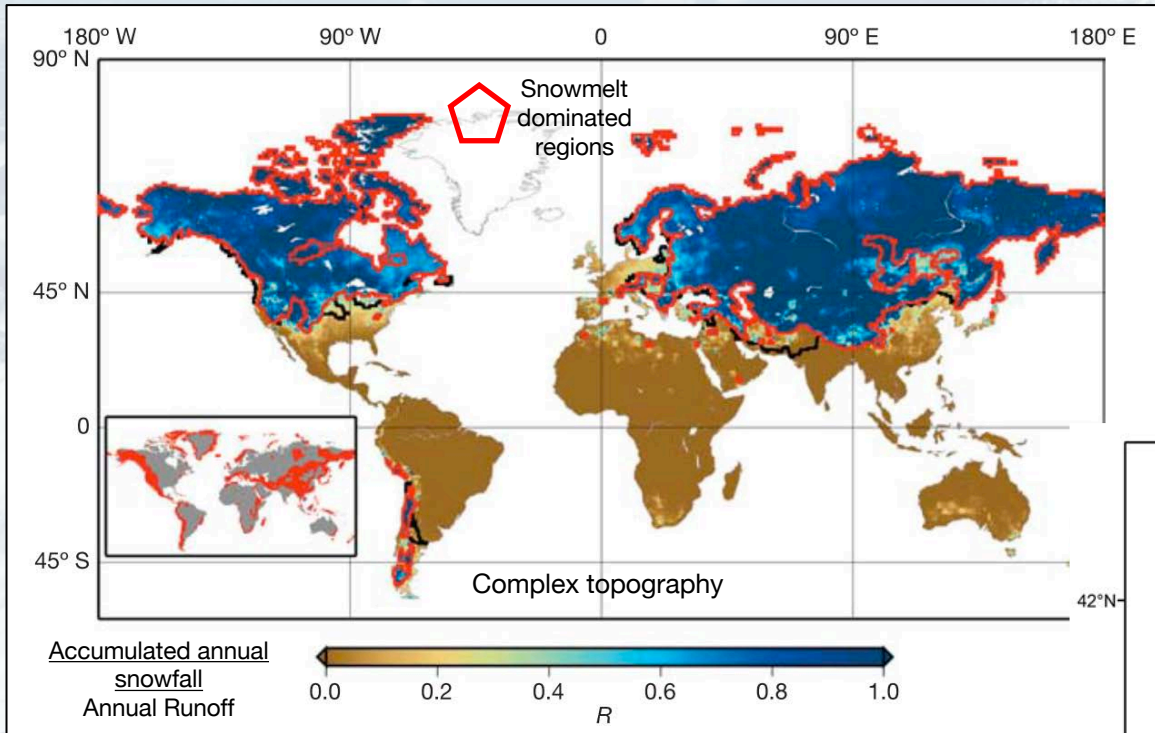 180° W 90° W 0 90° E 180° E
90° N
Snowmelt
dominated
regions
45° N
0
45° S
Complex topography
42°N
Accumulated annual
snowfall
Annual Runoff
0.0 0.2 0.4 0.6 0.8 1.0
R